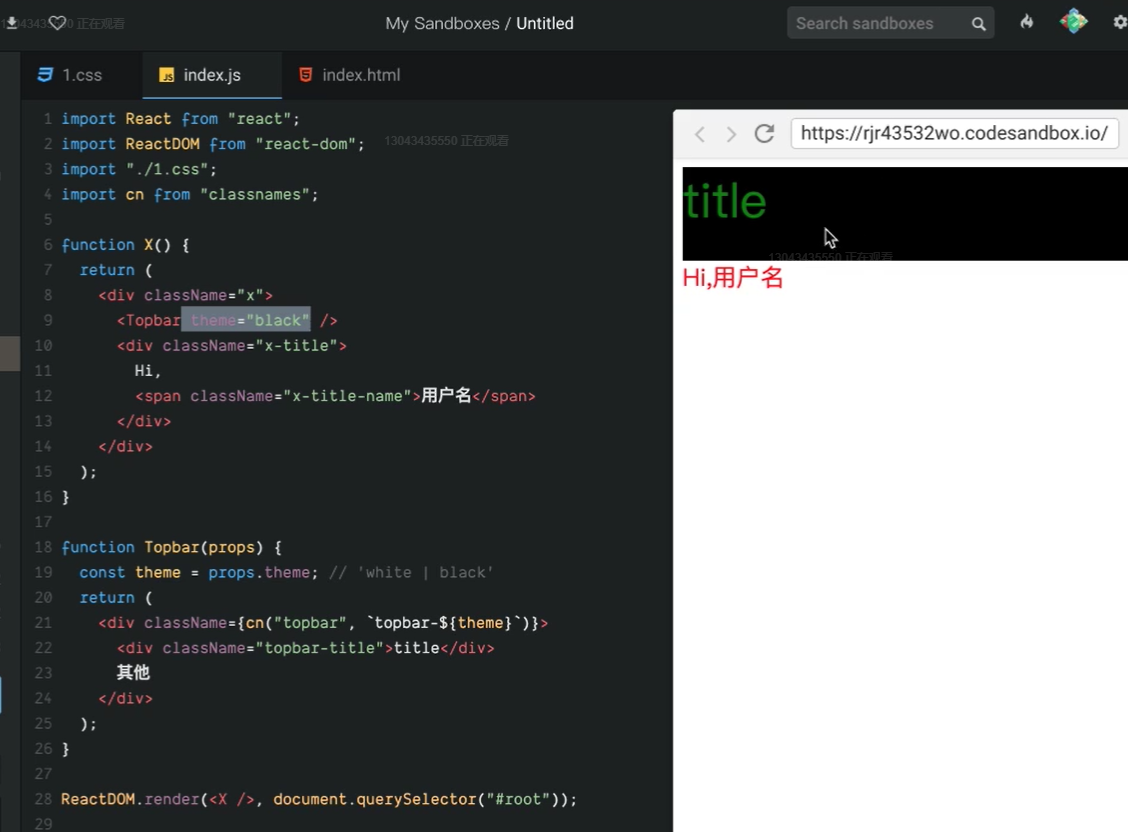 13043435550 正在观看
My Sandboxes / Untitled
Search sandboxes
1.css
index.js
index.html
https://rjr43532wo.codesandbox.io/
1 import React from "react";
2 import ReactDOM from "react-dom";
13043435550 正在观看
3 import "./1.css";
4 import cn from "classnames";
5
6 function X() {
7 return (
8 <div className="x">
9 <Topbar theme="black" />
10 <div className="x-title">
11 Hi,
12 <span className="x-title-name">用户名</span>
13 </div>
14 </div>
15 );
16 }
17
18 function Topbar(props) {
19 const theme = props.theme; // 'white | black'
20 return (
21 <div className={cn("topbar", `topbar-${theme}`)}>
22 <div className="topbar-title">title</div>
23 其他
24 </div>
25 );
26 }
27
28 ReactDOM.render(<X />, document.querySelector("#root"));
29
title
13043435550 正在观看
Hi,用户名